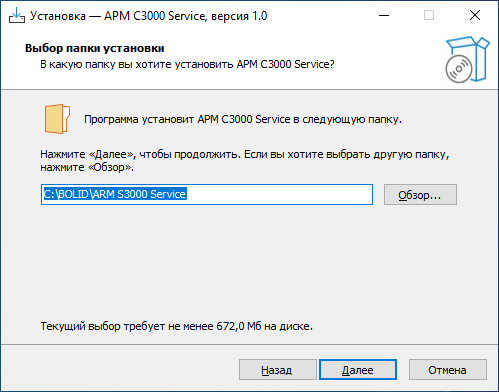 Установка — АРМ С3000 Service, версия 1.0
Выбор папки установки
В какую папку вы хотите установить АРМ С3000 Service?
Программа установит АРМ С3000 Service в следующую папку.
Нажмите «Далее», чтобы продолжить. Если вы хотите выбрать другую папку,
нажмите «Обзор».
C:\BOLID\ARM S3000 Service
Обзор...
Текущий выбор требует не менее 672,0 Мб на диске.
Назад
Далее
Отмена